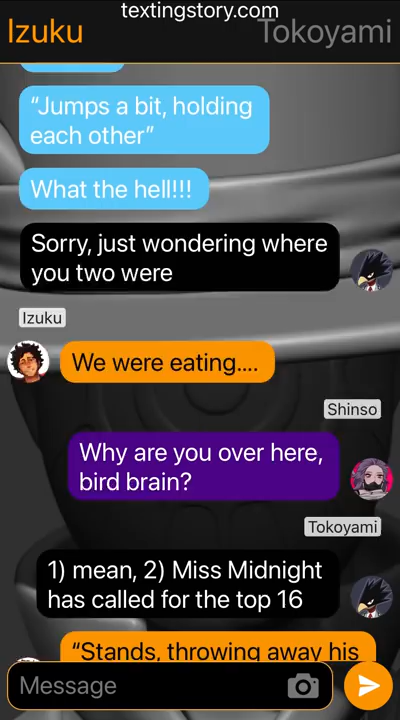 textingstory.com
Izuku
Tokoyami
“Jumps a bit, holding
each other”
What the hell!!!
Sorry, just wondering where
you two were
Izuku
We were eating....
Shinso
Why are you over here,
bird brain?
Tokoyami
1) mean, 2) Miss Midnight
has called for the top 16
“Stands, throwing away his
Message